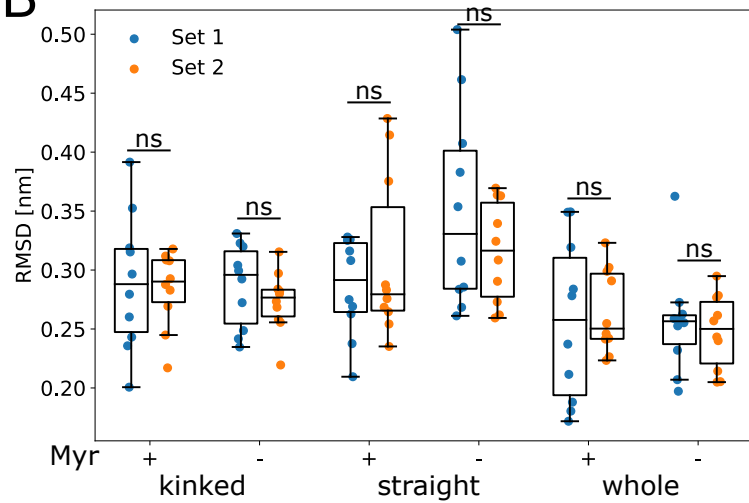 B
ns
0.50
Set 1
Set 2
0.45
ns
0.40
ns
0.35
ns
ns
ns
0.30
0.25
0.20
RMSD [nm]
Myr + - + - + -
kinked straight whole